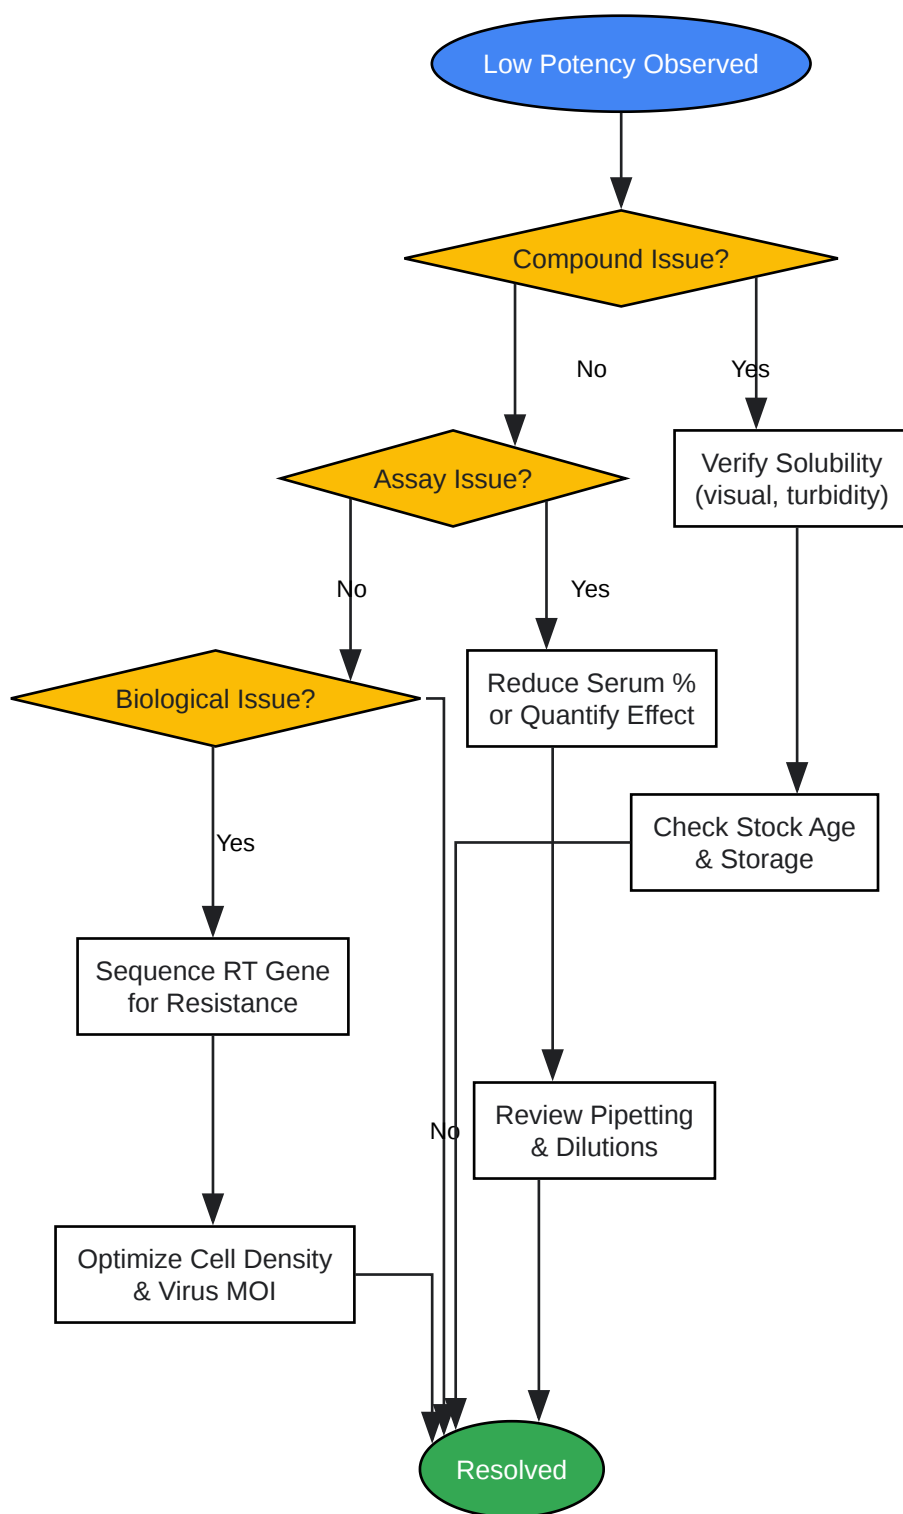 Low Potency Observed
Compound Issue?
No
Yes
Assay Issue?
Verify Solubility
(visual, turbidity)
No
Yes
Biological Issue?
Reduce Serum %
or Quantify Effect
Check Stock Age
& Storage
Yes
Sequence RT Gene
for Resistance
No
Review Pipetting
& Dilutions
Optimize Cell Density
& Virus MOI
Resolved